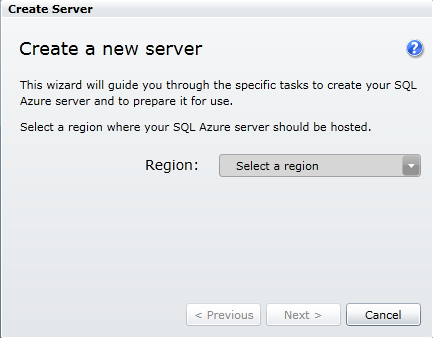 Create Server
Create a new server
?
This wizard will guide you through the specific tasks to create your SQL
Azure server and to prepare it for use.
Select a region where your SQL Azure server should be hosted.
Region: Select a region
< Previous Next > Cancel